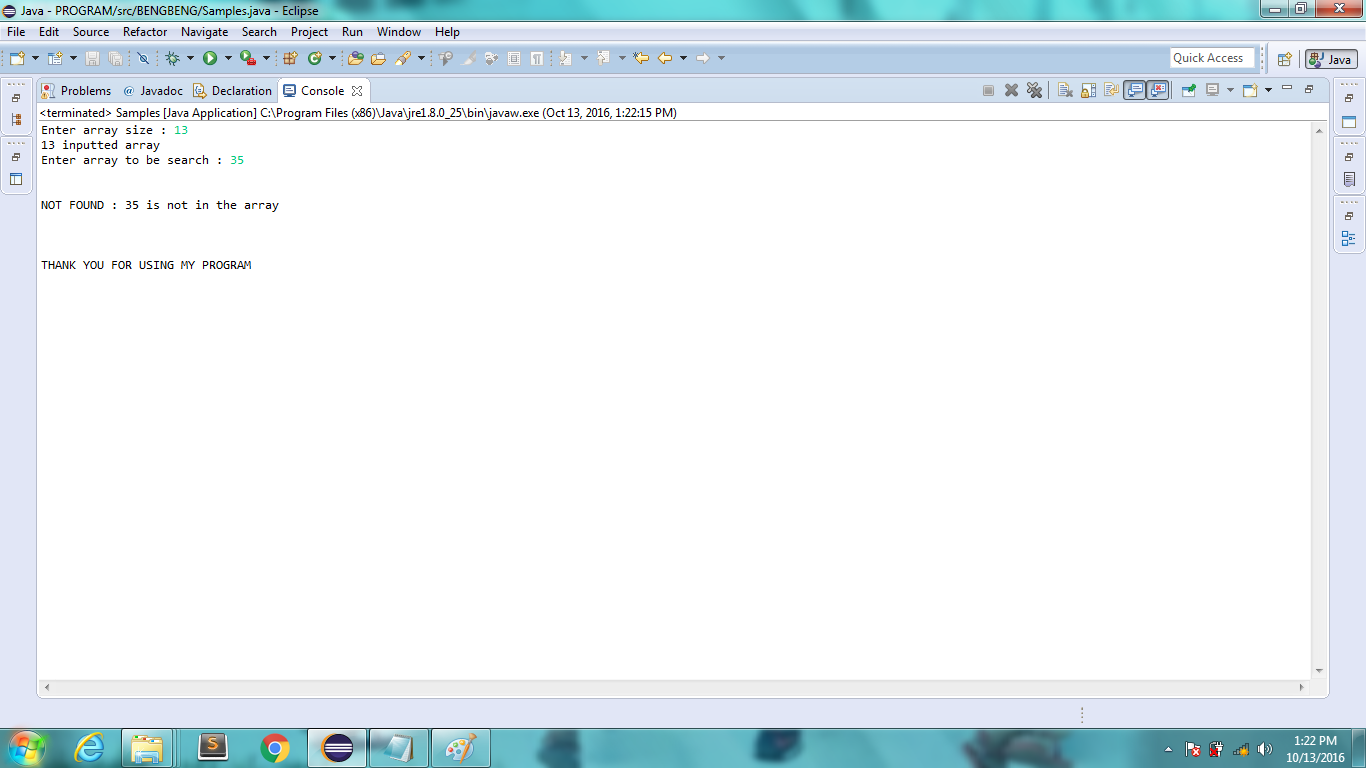 Java - PROGRAM/src/BENGBENG/Samples.java - Eclipse
File Edit Source Refactor Navigate Search Project Run Window Help
Quick Access
Java
Problems @ Javadoc Declaration Console
<terminated> Samples [Java Application] C:\Program Files (x86)\Java\jre1.8.0_25\bin\javaw.exe (Oct 13, 2016, 1:22:15 PM)
Enter array size : 13
13 inputted array
Enter array to be search : 35
NOT FOUND : 35 is not in the array
THANK YOU FOR USING MY PROGRAM
1:22 PM
10/13/2016